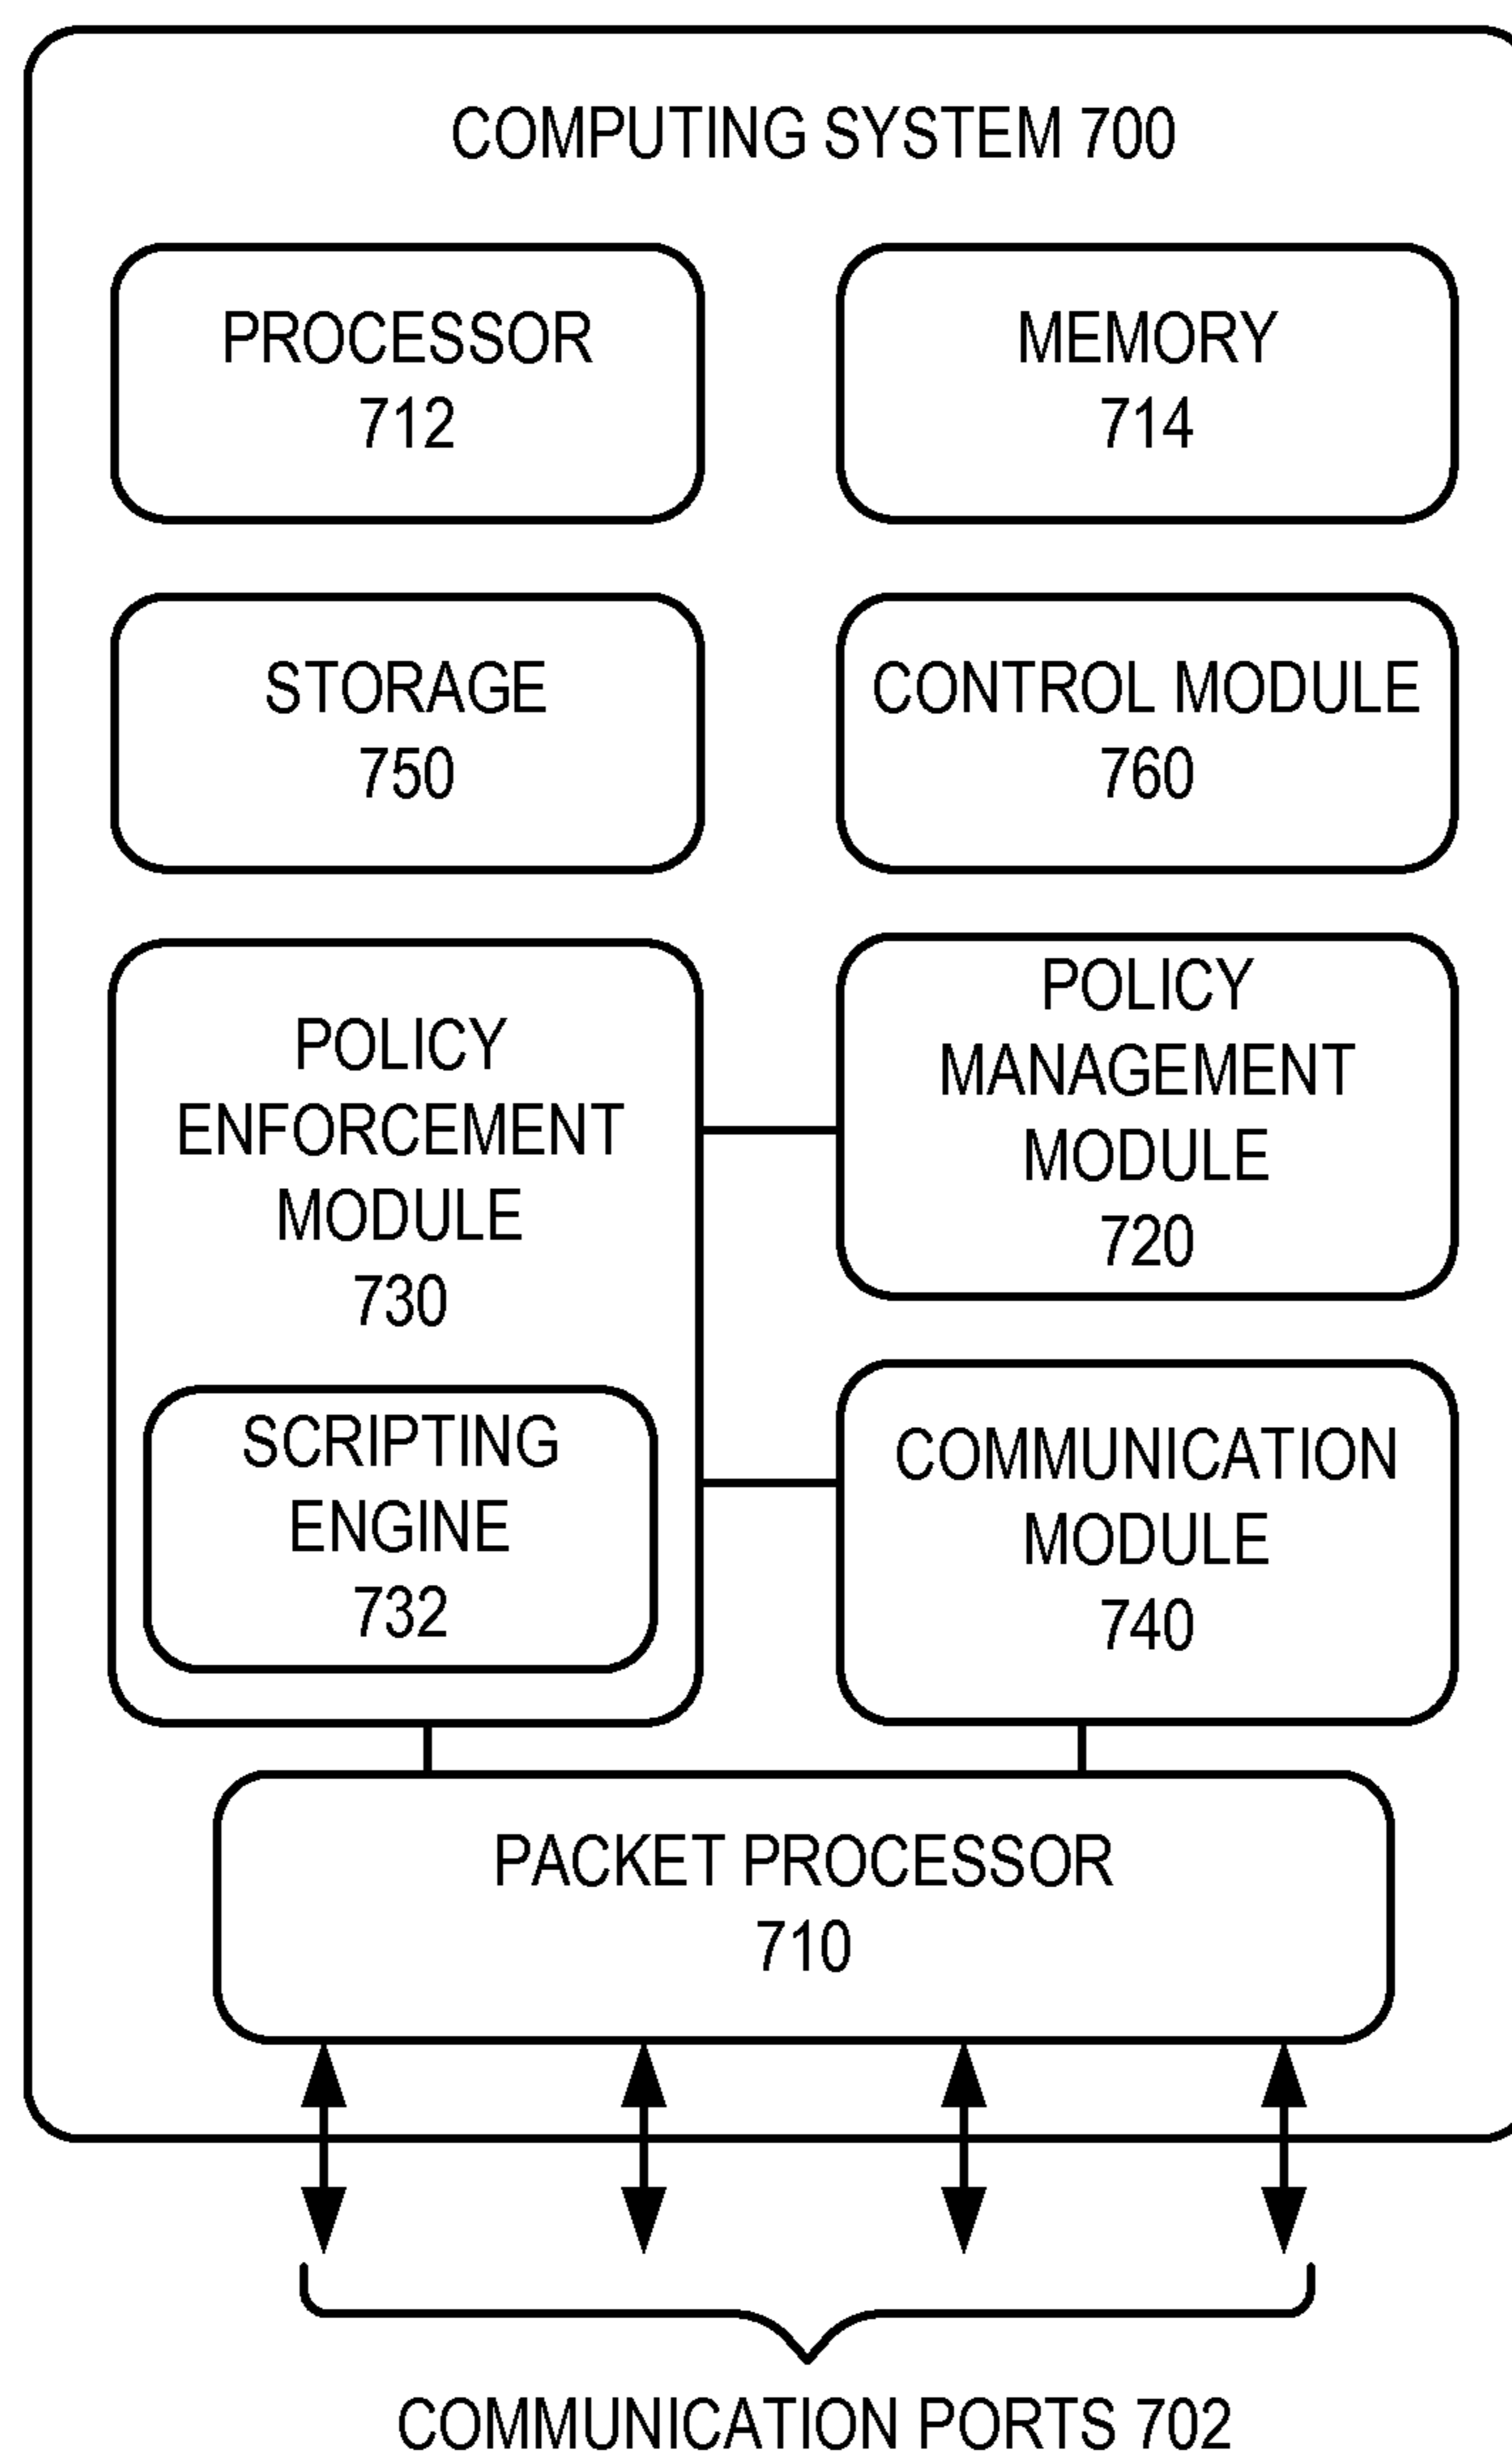 COMPUTING SYSTEM 700
PROCESSOR
712
MEMORY
714
STORAGE
750
CONTROL MODULE
760
POLICY
ENFORCEMENT
MODULE
730
SCRIPTING
ENGINE
732
POLICY
MANAGEMENT
MODULE
720
COMMUNICATION
MODULE
740
PACKET PROCESSOR
710
COMMUNICATION PORTS 702